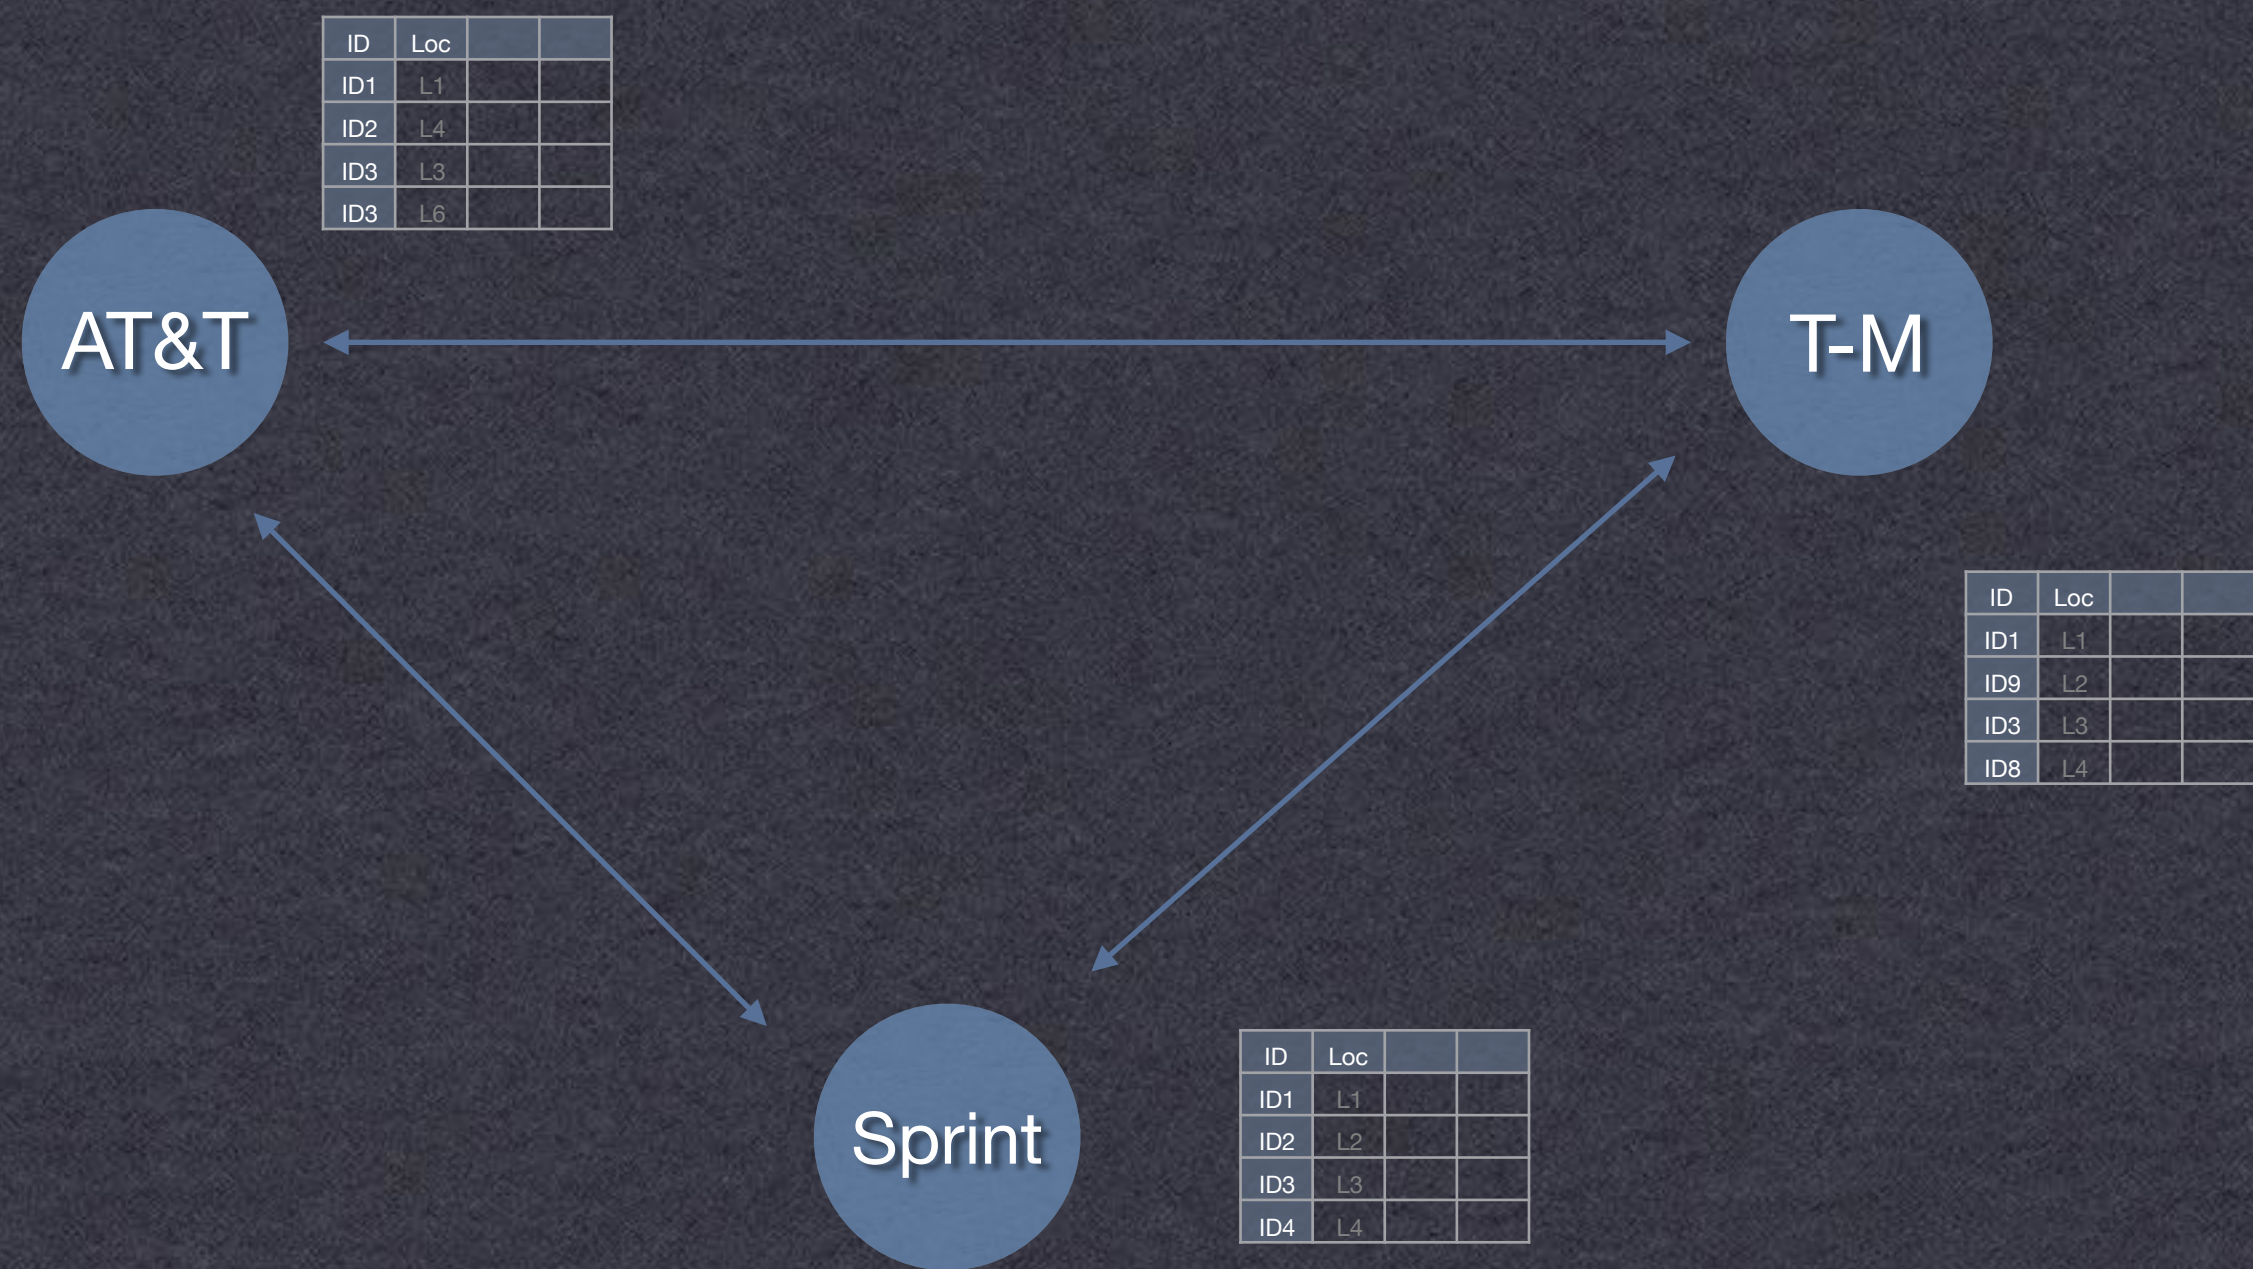 ID Loc
ID1 L1
ID2 L4
ID3 L3
ID3 L6
AT&T
T-M
ID Loc
ID1 L1
ID9 L2
ID3 L3
ID8 L4
Sprint
ID Loc
ID1 L1
ID2 L2
ID3 L3
ID4 L4